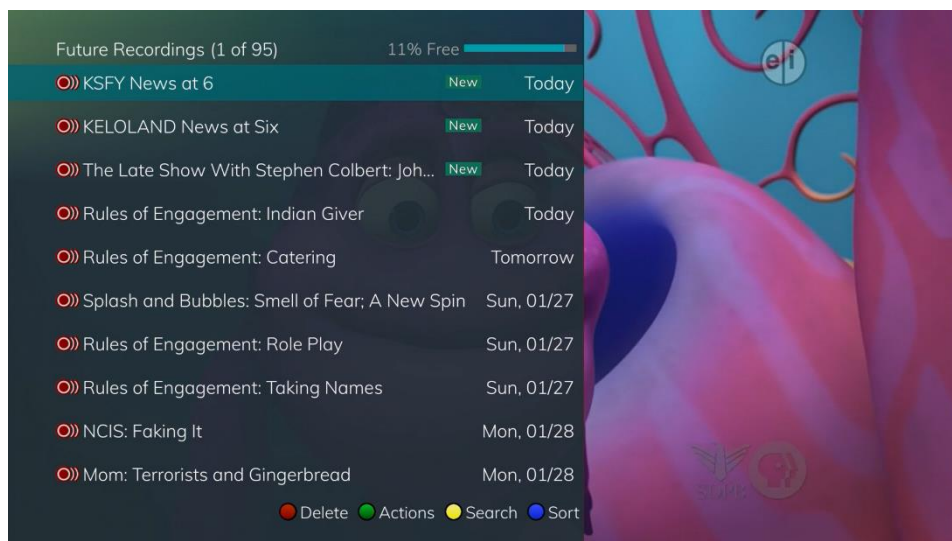 Future Recordings (1 of 95) 11% Free
KSFY News at 6 New Today
KELOLAND News at Six New Today
The Late Show With Stephen Colbert: Joh... New Today
Rules of Engagement: Indian Giver Today
Rules of Engagement: Catering Tomorrow
Splash and Bubbles: Smell of Fear; A New Spin Sun, 01/27
Rules of Engagement: Role Play Sun, 01/27
Rules of Engagement: Taking Names Sun, 01/27
NCIS: Faking It Mon, 01/28
Mom: Terrorists and Gingerbread Mon, 01/28
Delete Actions Search Sort
e/i